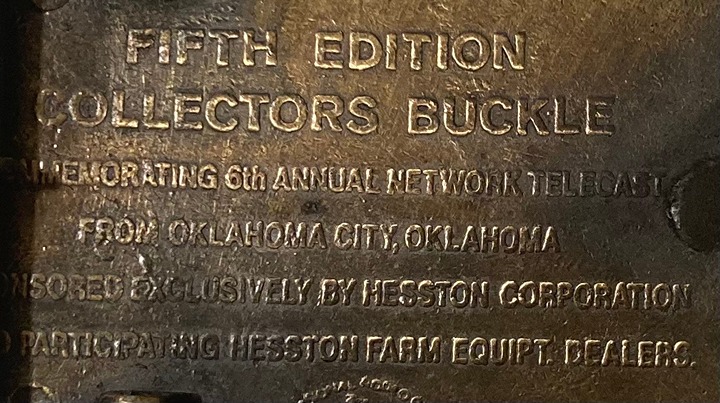 FIFTH EDITION
COLLECTORS BUCKLE
MMEMORATING 6th ANNUAL NETWORK TELECAST
FROM OKLAHOMA CITY, OKLAHOMA
ONSORED EXCLUSIVELY BY HESSTON CORPORATION
PARTICIPATING HESSTON FARM EQUIPT. DEALERS.